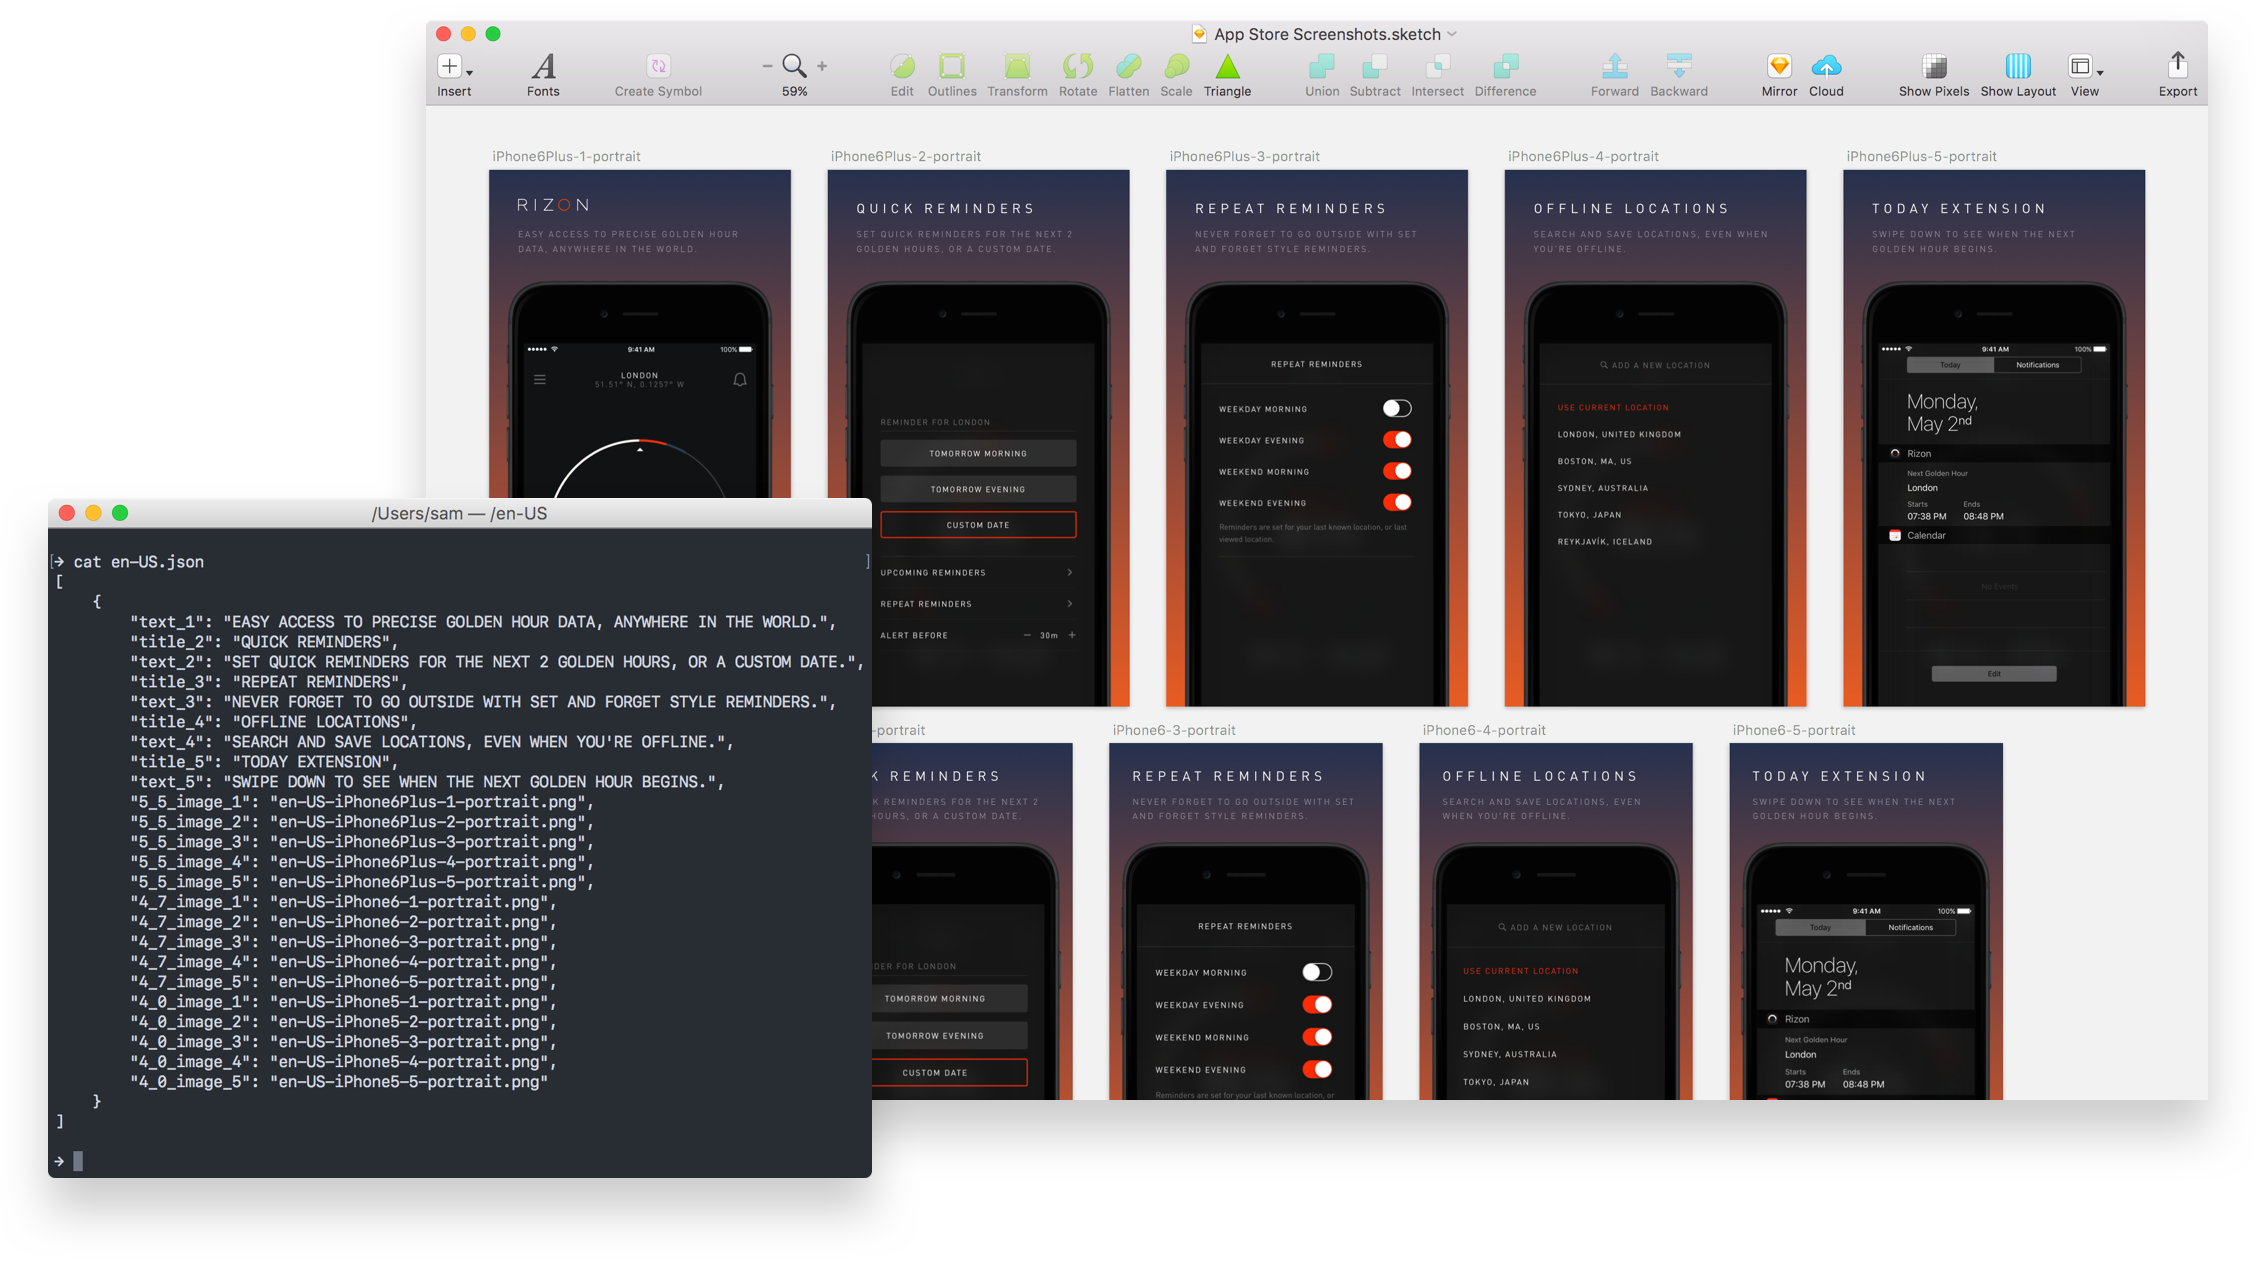 App Store Screenshots.sketch
Insert
Fonts
Create Symbol
59%
Edit
Outlines
Transform
Rotate
Flatten
Scale
Triangle
Union
Subtract
Intersect
Difference
Forward
Backward
Mirror
Cloud
Show Pixels
Show Layout
View
Export
iPhone6Plus-1-portrait
RIZON
EASY ACCESS TO PRECISE GOLDEN HOUR
DATA, ANYWHERE IN THE WORLD.
9:41 AM
100%
LONDON
51.51° N, 0.1257° W
iPhone6Plus-2-portrait
QUICK REMINDERS
SET QUICK REMINDERS FOR THE NEXT 2
GOLDEN HOURS, OR A CUSTOM DATE.
REMINDER FOR LONDON
TOMORROW MORNING
TOMORROW EVENING
CUSTOM DATE
UPCOMING REMINDERS
REPEAT REMINDERS
ALERT BEFORE
− 30m +
iPhone6Plus-3-portrait
REPEAT REMINDERS
NEVER FORGET TO GO OUTSIDE WITH SET
AND FORGET STYLE REMINDERS.
REPEAT REMINDERS
WEEKDAY MORNING
WEEKDAY EVENING
WEEKEND MORNING
WEEKEND EVENING
Reminders are set for your last known location, or last
viewed location.
iPhone6Plus-4-portrait
OFFLINE LOCATIONS
SEARCH AND SAVE LOCATIONS, EVEN WHEN
YOU'RE OFFLINE.
ADD A NEW LOCATION
USE CURRENT LOCATION
LONDON, UNITED KINGDOM
BOSTON, MA, US
SYDNEY, AUSTRALIA
TOKYO, JAPAN
REYKJAVÍK, ICELAND
iPhone6Plus-5-portrait
TODAY EXTENSION
SWIPE DOWN TO SEE WHEN THE NEXT
GOLDEN HOUR BEGINS.
9:41 AM
100%
Today
Notifications
Monday,
May 2nd
Rizon
Next Golden Hour
London
Starts Ends
07:38 PM 08:48 PM
Calendar
No Events
Edit
/Users/sam — /en-US
[➜ cat en-US.json ]
[
{
"text_1": "EASY ACCESS TO PRECISE GOLDEN HOUR DATA, ANYWHERE IN THE WORLD.",
"title_2": "QUICK REMINDERS",
"text_2": "SET QUICK REMINDERS FOR THE NEXT 2 GOLDEN HOURS, OR A CUSTOM DATE.",
"title_3": "REPEAT REMINDERS",
"text_3": "NEVER FORGET TO GO OUTSIDE WITH SET AND FORGET STYLE REMINDERS.",
"title_4": "OFFLINE LOCATIONS",
"text_4": "SEARCH AND SAVE LOCATIONS, EVEN WHEN YOU'RE OFFLINE.",
"title_5": "TODAY EXTENSION",
"text_5": "SWIPE DOWN TO SEE WHEN THE NEXT GOLDEN HOUR BEGINS.",
"5_5_image_1": "en-US-iPhone6Plus-1-portrait.png",
"5_5_image_2": "en-US-iPhone6Plus-2-portrait.png",
"5_5_image_3": "en-US-iPhone6Plus-3-portrait.png",
"5_5_image_4": "en-US-iPhone6Plus-4-portrait.png",
"5_5_image_5": "en-US-iPhone6Plus-5-portrait.png",
"4_7_image_1": "en-US-iPhone6-1-portrait.png",
"4_7_image_2": "en-US-iPhone6-2-portrait.png",
"4_7_image_3": "en-US-iPhone6-3-portrait.png",
"4_7_image_4": "en-US-iPhone6-4-portrait.png",
"4_7_image_5": "en-US-iPhone6-5-portrait.png",
"4_0_image_1": "en-US-iPhone5-1-portrait.png",
"4_0_image_2": "en-US-iPhone5-2-portrait.png",
"4_0_image_3": "en-US-iPhone5-3-portrait.png",
"4_0_image_4": "en-US-iPhone5-4-portrait.png",
"4_0_image_5": "en-US-iPhone5-5-portrait.png"
}
]
➜
-portrait
K REMINDERS
K REMINDERS FOR THE NEXT 2
HOURS, OR A CUSTOM DATE.
DER FOR LONDON
TOMORROW MORNING
TOMORROW EVENING
CUSTOM DATE
iPhone6-3-portrait
REPEAT REMINDERS
NEVER FORGET TO GO OUTSIDE WITH SET
AND FORGET STYLE REMINDERS.
REPEAT REMINDERS
WEEKDAY MORNING
WEEKDAY EVENING
WEEKEND MORNING
WEEKEND EVENING
Reminders are set for your last known location, or
iPhone6-4-portrait
OFFLINE LOCATIONS
SEARCH AND SAVE LOCATIONS, EVEN
WHEN YOU'RE OFFLINE.
ADD A NEW LOCATION
USE CURRENT LOCATION
LONDON, UNITED KINGDOM
BOSTON, MA, US
SYDNEY, AUSTRALIA
TOKYO, JAPAN
iPhone6-5-portrait
TODAY EXTENSION
SWIPE DOWN TO SEE WHEN THE NEXT
GOLDEN HOUR BEGINS.
9:41 AM
100%
Today
Notifications
Monday,
May 2nd
Rizon
Next Golden Hour
London
Starts Ends
07:38 PM 08:48 PM